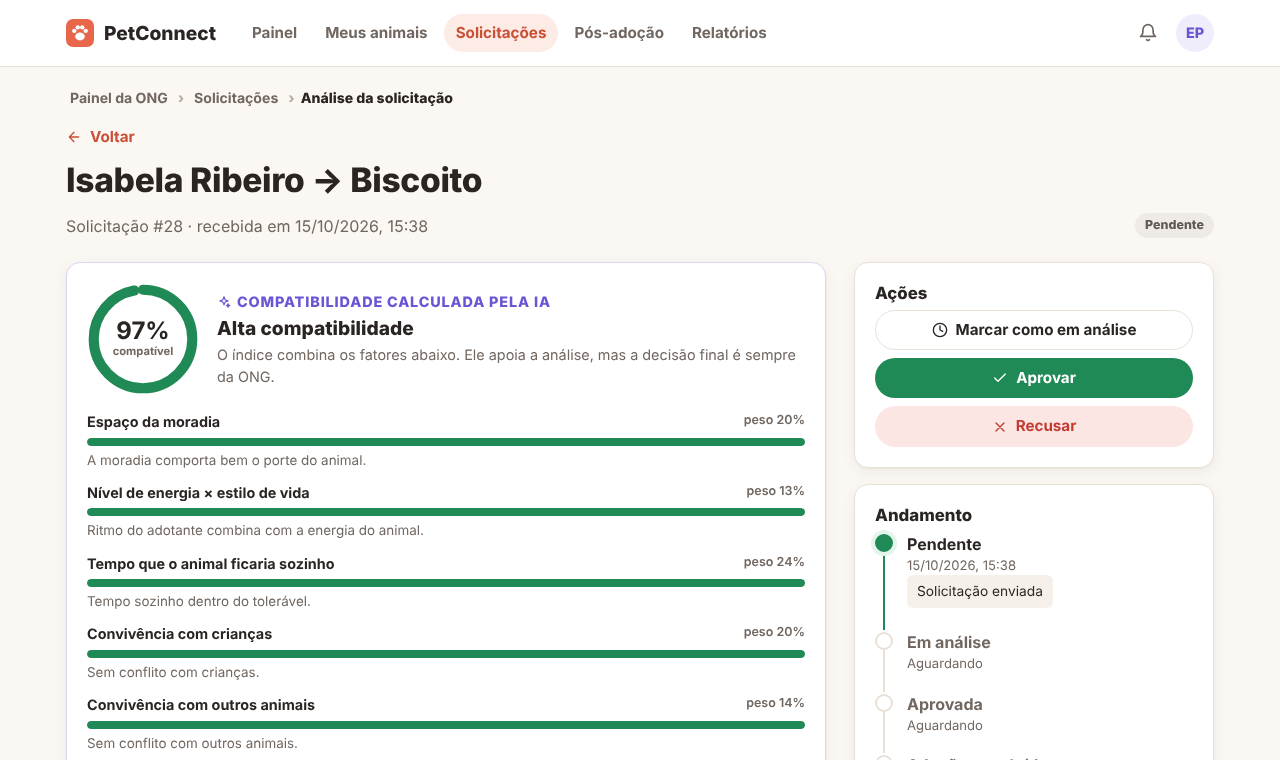 PetConnect
Painel
Meus animais
Solicitações
Pós-adoção
Relatórios
EP
Painel da ONG › Solicitações › Análise da solicitação
← Voltar
Isabela Ribeiro → Biscoito
Solicitação #28 · recebida em 15/10/2026, 15:38
Pendente
97%
compatível
COMPATIBILIDADE CALCULADA PELA IA
Alta compatibilidade
O índice combina os fatores abaixo. Ele apoia a análise, mas a decisão final é sempre
da ONG.
Espaço da moradia
peso 20%
A moradia comporta bem o porte do animal.
Nível de energia × estilo de vida
peso 13%
Ritmo do adotante combina com a energia do animal.
Tempo que o animal ficaria sozinho
peso 24%
Tempo sozinho dentro do tolerável.
Convivência com crianças
peso 20%
Sem conflito com crianças.
Convivência com outros animais
peso 14%
Sem conflito com outros animais.
Ações
Marcar como em análise
Aprovar
Recusar
Andamento
Pendente
15/10/2026, 15:38
Solicitação enviada
Em análise
Aguardando
Aprovada
Aguardando